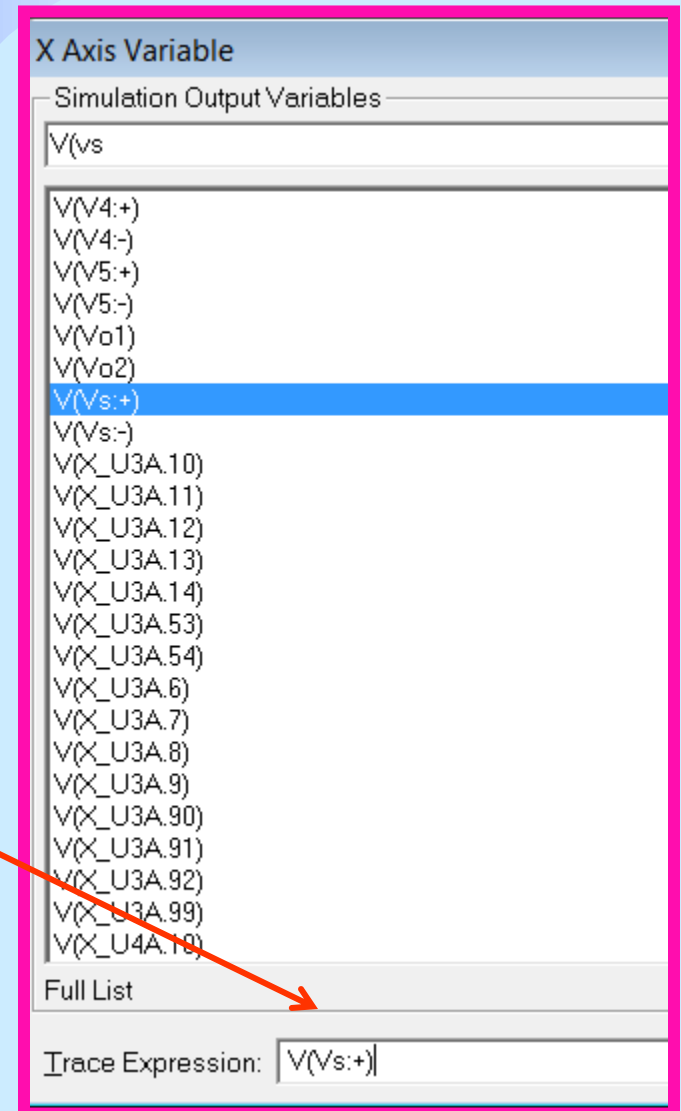 X Axis Variable
Simulation Output Variables
V(vs
V(V4:+)
V(V4:-)
V(V5:+)
V(V5:-)
V(Vo1)
V(Vo2)
V(Vs:+)
V(Vs:-)
V(X_U3A.10)
V(X_U3A.11)
V(X_U3A.12)
V(X_U3A.13)
V(X_U3A.14)
V(X_U3A.53)
V(X_U3A.54)
V(X_U3A.6)
V(X_U3A.7)
V(X_U3A.8)
V(X_U3A.9)
V(X_U3A.90)
V(X_U3A.91)
V(X_U3A.92)
V(X_U3A.99)
V(X_U4A.10)
Full List
Trace Expression: V(Vs:+)